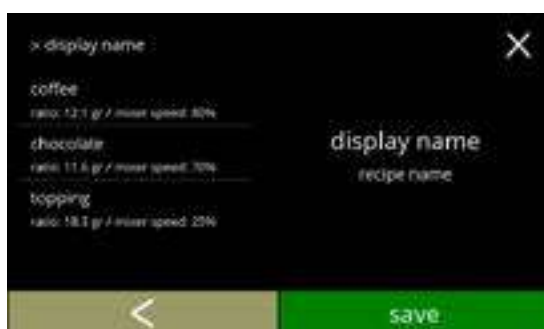 > display name
coffee
ratio: 12.1 gr / mixer speed: 80%
chocolate
ratio: 11.6 gr / mixer speed: 70%
topping
ratio: 18.3 gr / mixer speed: 25%
display name
recipe name
save